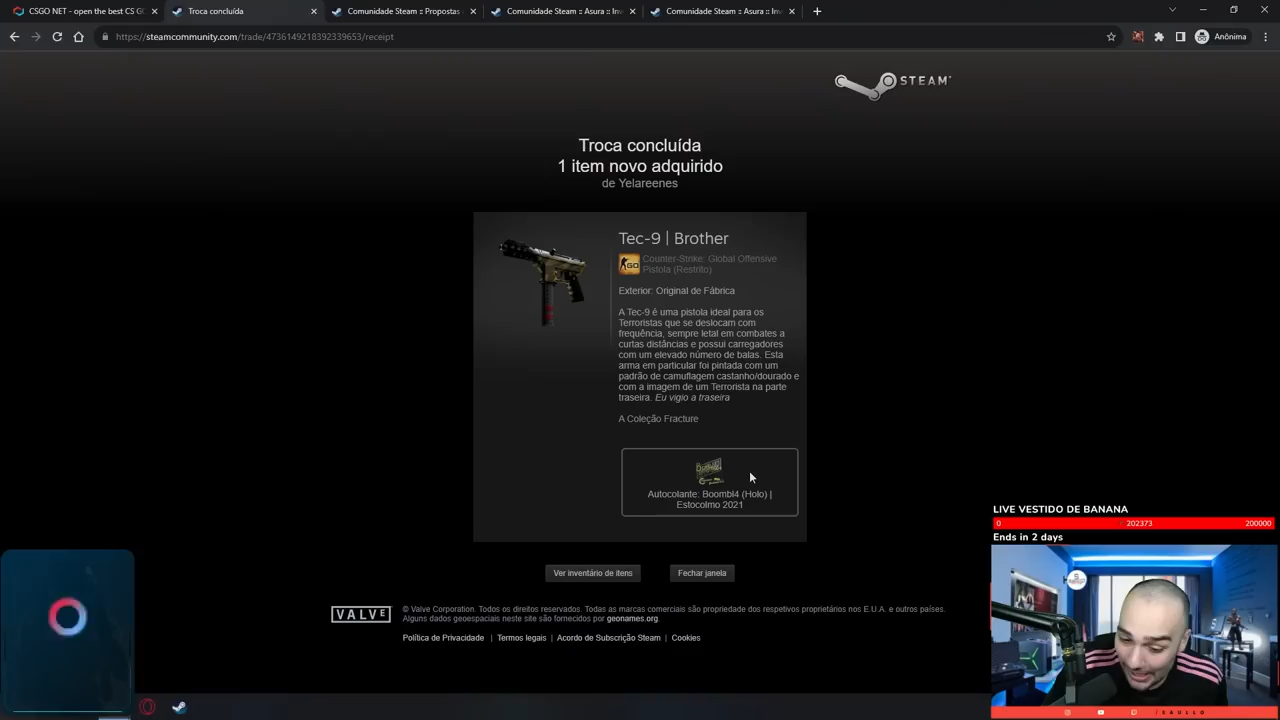 CSGO NET - open the best CS GO
Troca concluída
Comunidade Steam :: Propostas
Comunidade Steam :: Asura :: Inv
Comunidade Steam :: Asura :: Inv
https://steamcommunity.com/trade/4736149218392339653/receipt
Anônima
STEAM
Troca concluída
1 item novo adquirido
de Yelareenes
Tec-9 | Brother
GO
Counter-Strike: Global Offensive
Pistola (Restrito)
Exterior: Original de Fábrica
A Tec-9 é uma pistola ideal para os
Terroristas que se deslocam com
frequência, sempre letal em combates a
curtas distâncias e possui carregadores
com um elevado número de balas. Esta
arma em particular foi pintada com um
padrão de camuflagem castanho/dourado e
com a imagem de um Terrorista na parte
traseira. Eu vigio a traseira
A Coleção Fracture
Autocolante: Boombl4 (Holo) |
Estocolmo 2021
Ver inventário de itens
Fechar janela
VALVE
© Valve Corporation. Todos os direitos reservados. Todas as marcas comerciais são propriedade dos respetivos proprietários nos E.U.A. e outros países.
Alguns dados geoespaciais neste site são fornecidos por geonames.org.
Política de Privacidade | Termos legais | Acordo de Subscrição Steam | Cookies
LIVE VESTIDO DE BANANA
0 202373 200000
Ends in 2 days
/SAULLO